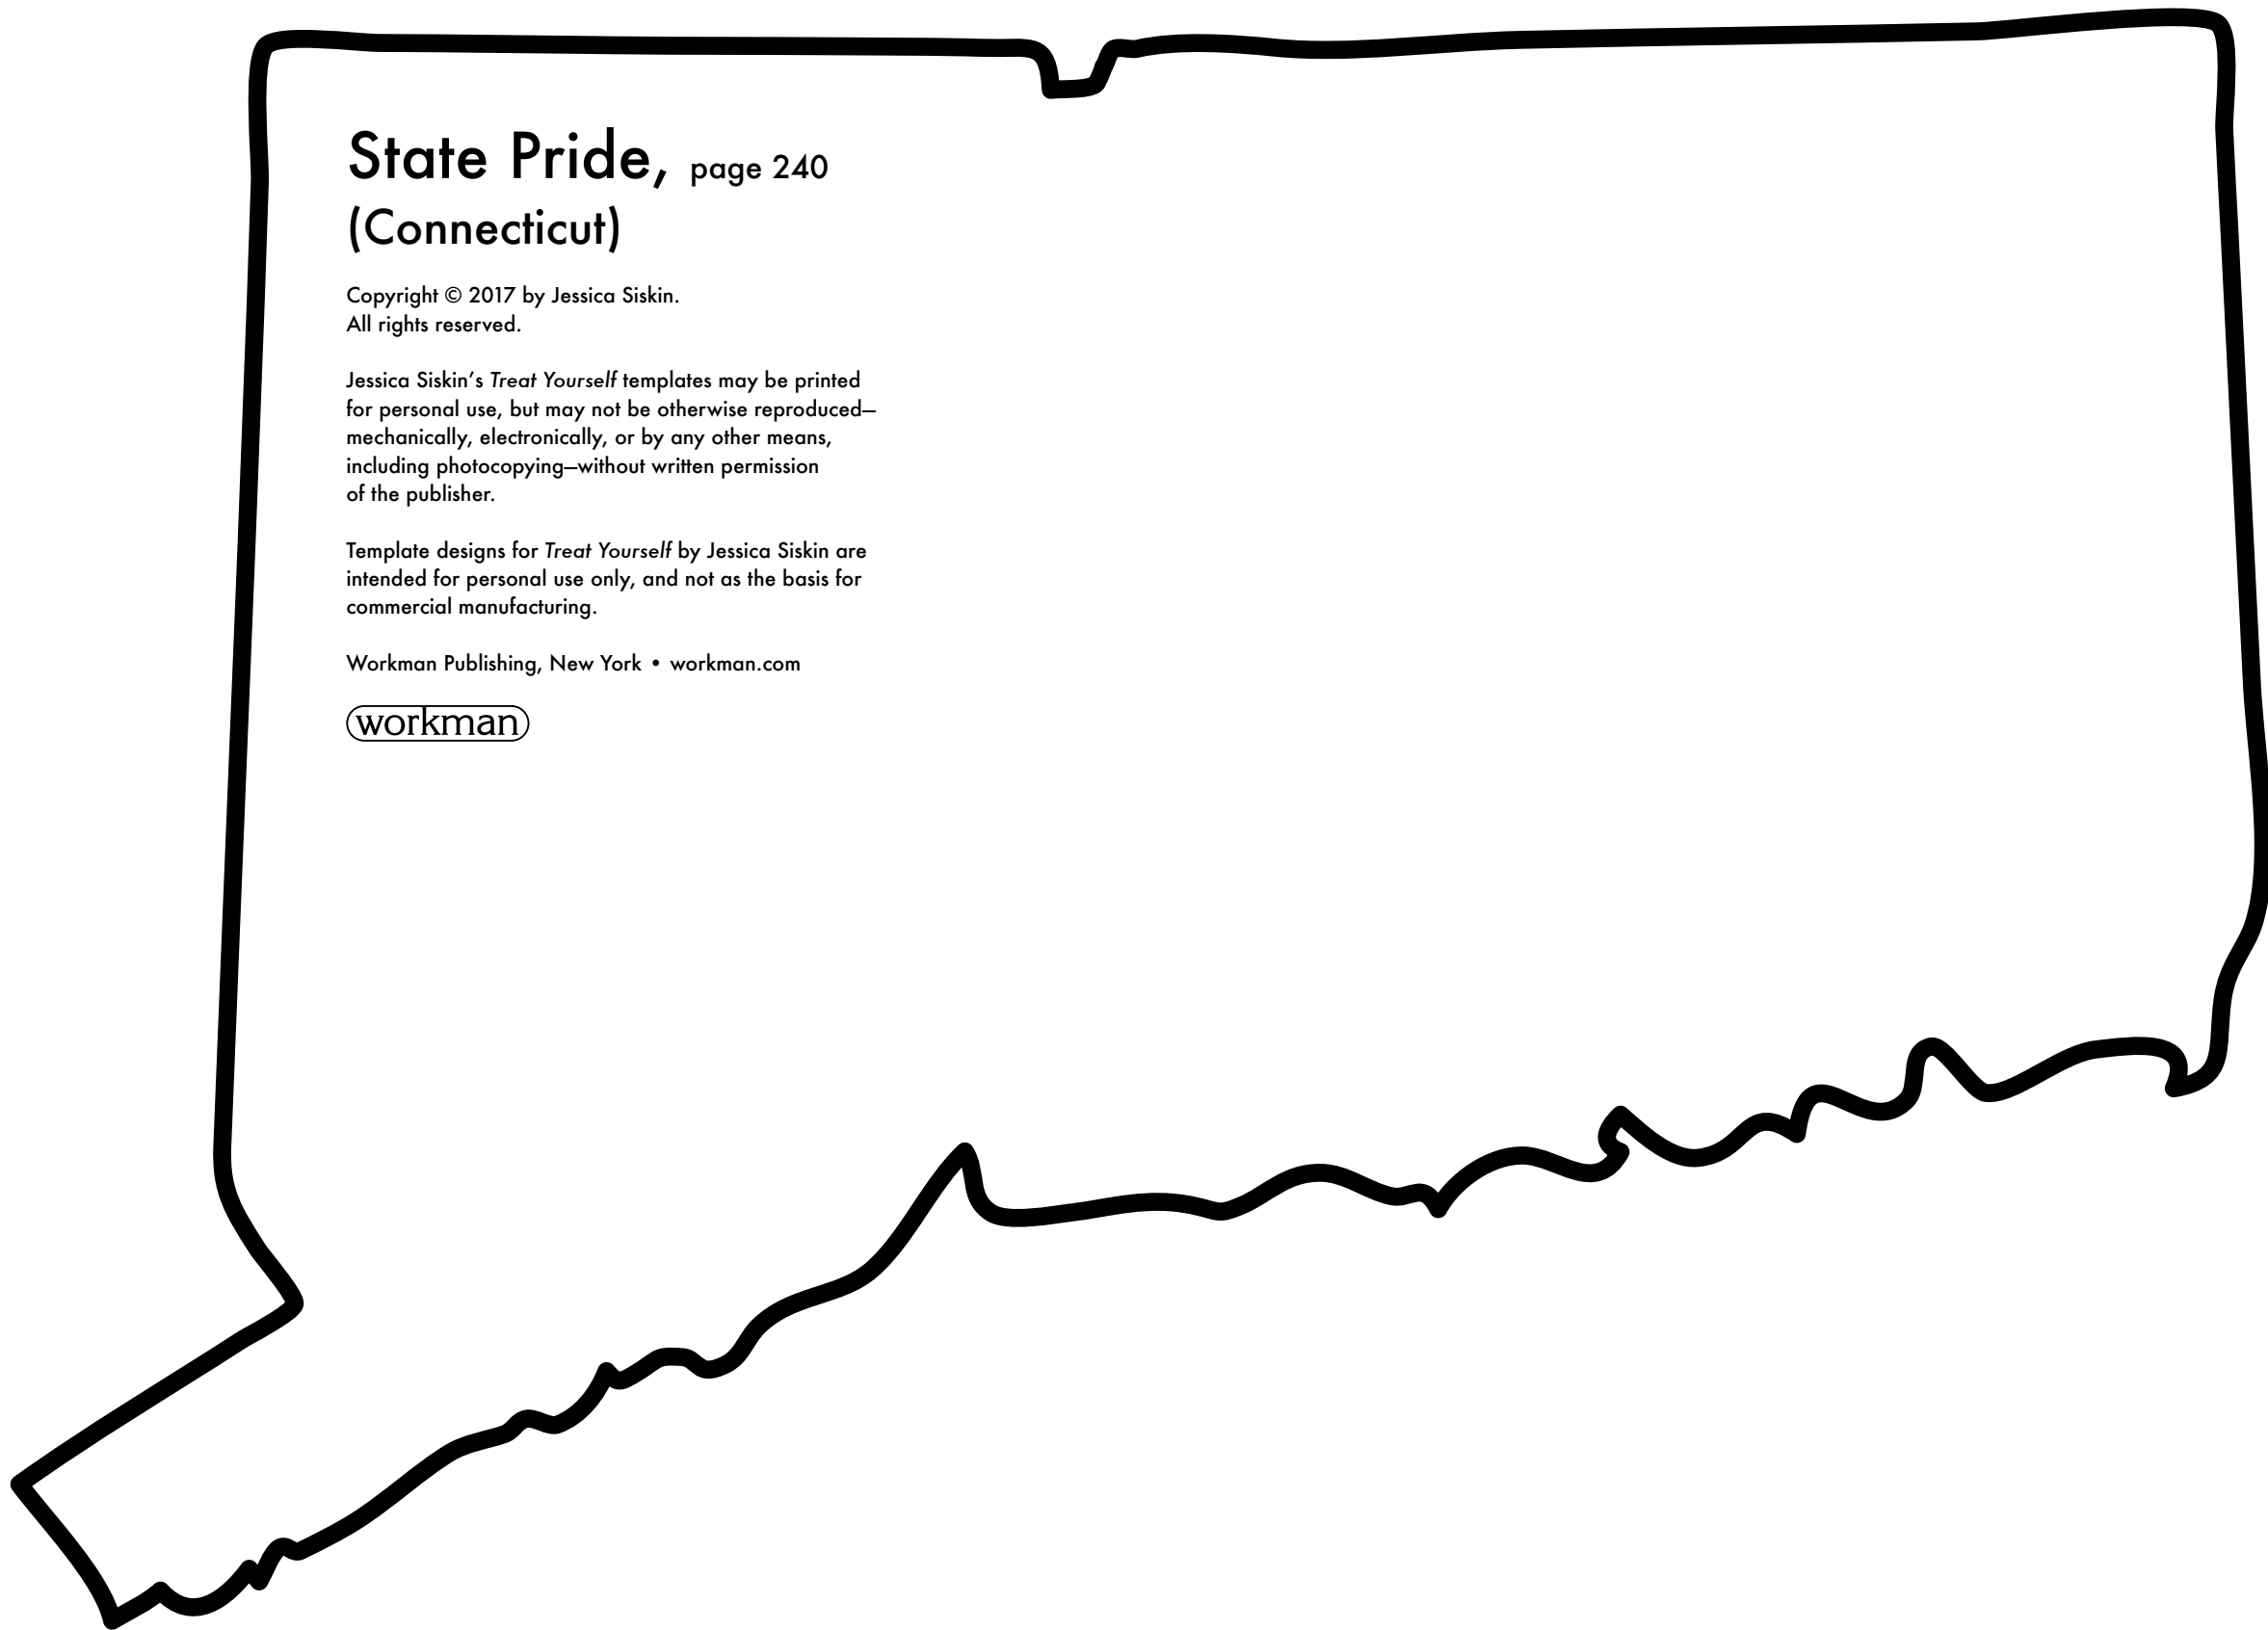 State Pride, page 240
(Connecticut)
Copyright © 2017 by Jessica Siskin.
All rights reserved.
Jessica Siskin’s Treat Yourself templates may be printed
for personal use, but may not be otherwise reproduced—
mechanically, electronically, or by any other means,
including photocopying—without written permission
of the publisher.
Template designs for Treat Yourself by Jessica Siskin are
intended for personal use only, and not as the basis for
commercial manufacturing.
Workman Publishing, New York • workman.com
workman